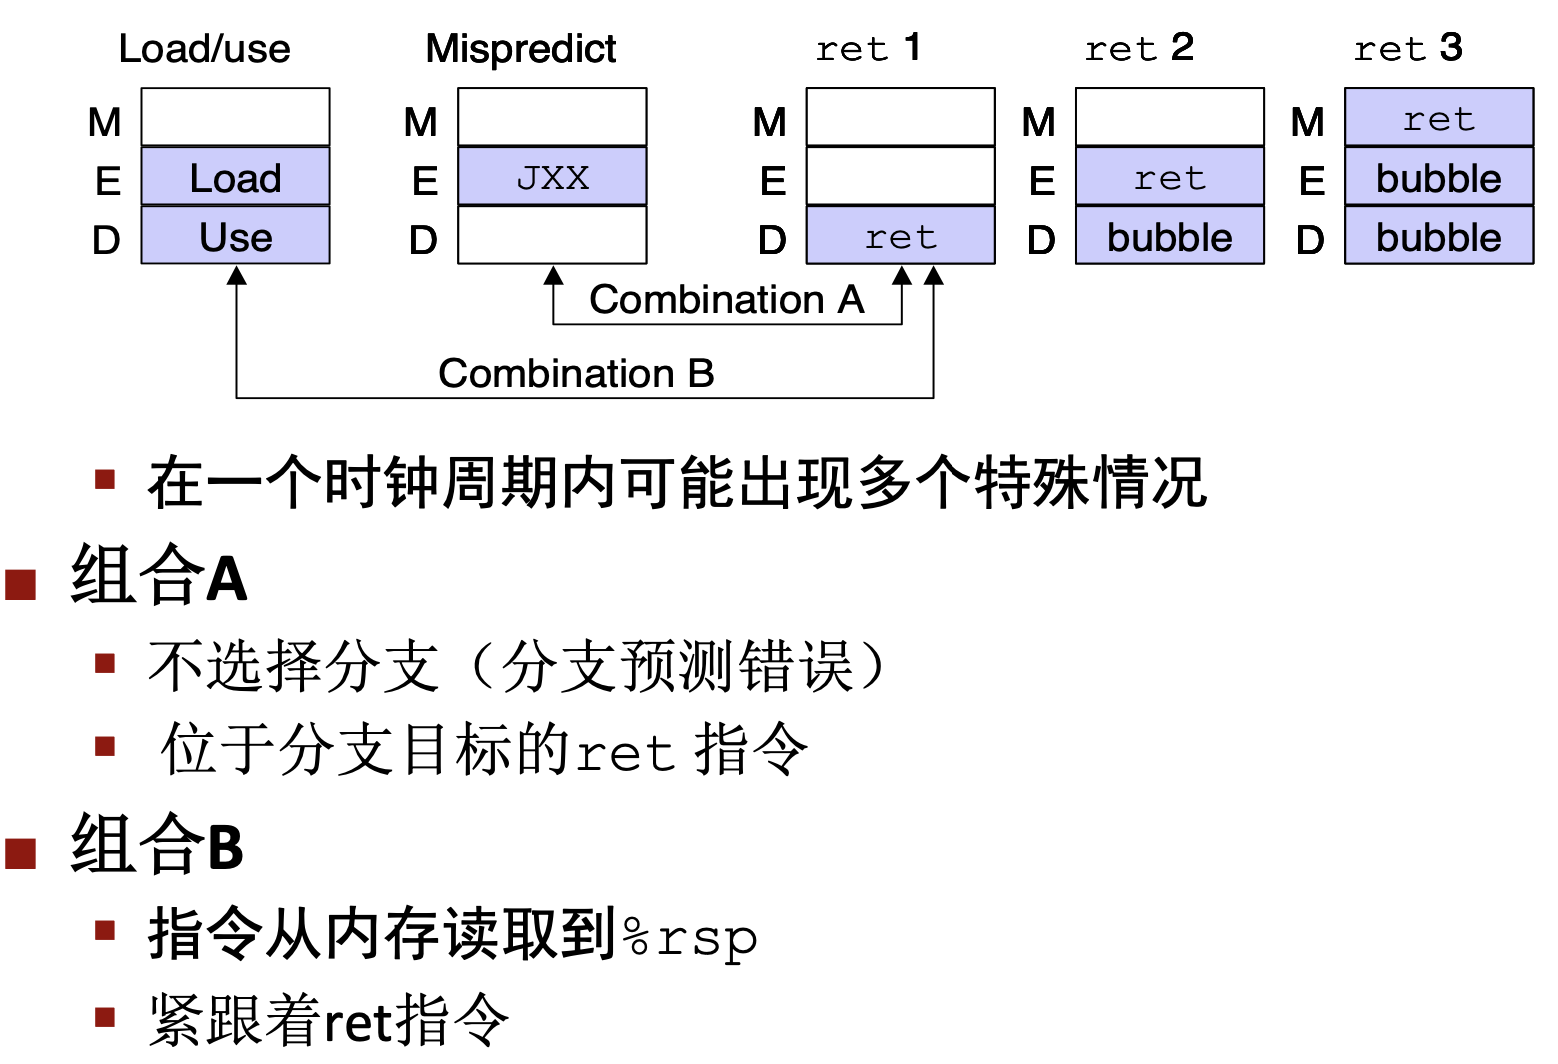 Load/use Mispredict ret 1 ret 2 ret 3
M M M M M ret
E Load E JXX E E ret E bubble
D Use D D ret D bubble D bubble
Combination A
Combination B
在一个时钟周期内可能出现多个特殊情况
组合A
不选择分支（分支预测错误）
位于分支目标的ret 指令
组合B
指令从内存读取到%rsp
紧跟着ret指令